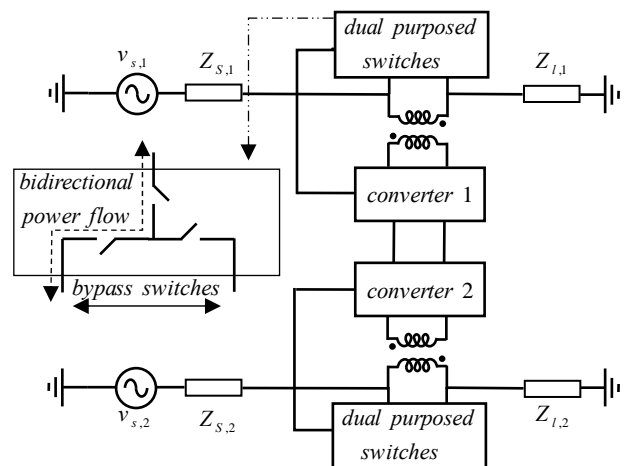 dual purposed
switches
v s,1
Z S,1
Z l,1
bidirectional
power flow
converter 1
converter 2
bypass switches
v s,2
Z S,2
Z l,2
dual purposed
switches